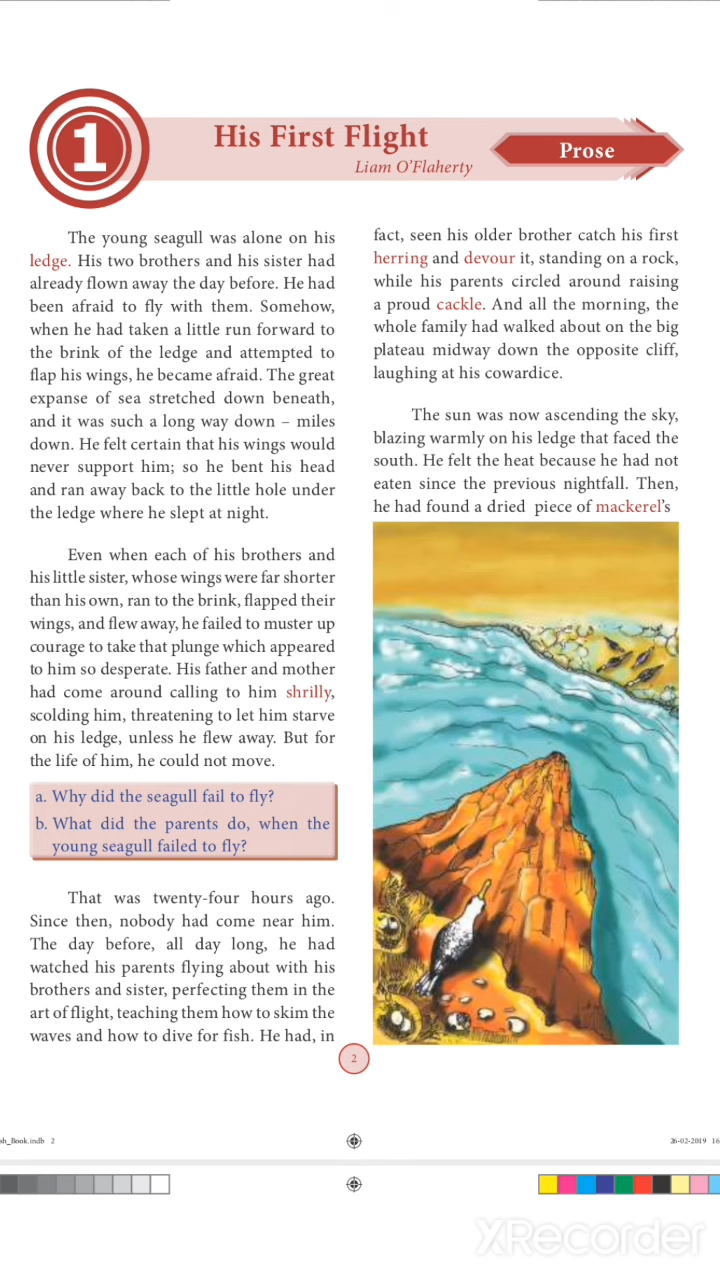 1
His First Flight
Liam O'Flaherty
Prose
The young seagull was alone on his
ledge. His two brothers and his sister had
already flown away the day before. He had
been afraid to fly with them. Somehow,
when he had taken a little run forward to
the brink of the ledge and attempted to
flap his wings, he became afraid. The great
expanse of sea stretched down beneath,
and it was such a long way down – miles
down. He felt certain that his wings would
never support him; so he bent his head
and ran away back to the little hole under
the ledge where he slept at night.
Even when each of his brothers and
his little sister, whose wings were far shorter
than his own, ran to the brink, flapped their
wings, and flew away, he failed to muster up
courage to take that plunge which appeared
to him so desperate. His father and mother
had come around calling to him shrilly,
scolding him, threatening to let him starve
on his ledge, unless he flew away. But for
the life of him, he could not move.
a. Why did the seagull fail to fly?
b. What did the parents do, when the
young seagull failed to fly?
That was twenty-four hours ago.
Since then, nobody had come near him.
The day before, all day long, he had
watched his parents flying about with his
brothers and sister, perfecting them in the
art of flight, teaching them how to skim the
waves and how to dive for fish. He had, in
fact, seen his older brother catch his first
herring and devour it, standing on a rock,
while his parents circled around raising
a proud cackle. And all the morning, the
whole family had walked about on the big
plateau midway down the opposite cliff,
laughing at his cowardice.
The sun was now ascending the sky,
blazing warmly on his ledge that faced the
south. He felt the heat because he had not
eaten since the previous nightfall. Then,
he had found a dried piece of mackerel's
2
sh_Book.indb 2
26-02-2019 16
XRecorder